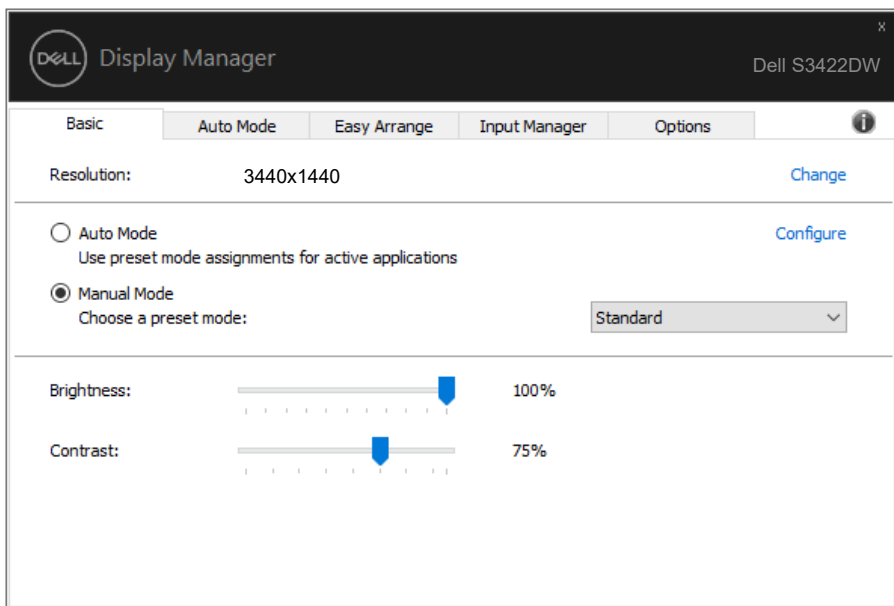 x
DELL Display Manager
Dell S3422DW
Basic Auto Mode Easy Arrange Input Manager Options i
Resolution: 3440x1440 Change
Auto Mode Configure
Use preset mode assignments for active applications
Manual Mode
Choose a preset mode: Standard
Brightness: 100%
Contrast: 75%